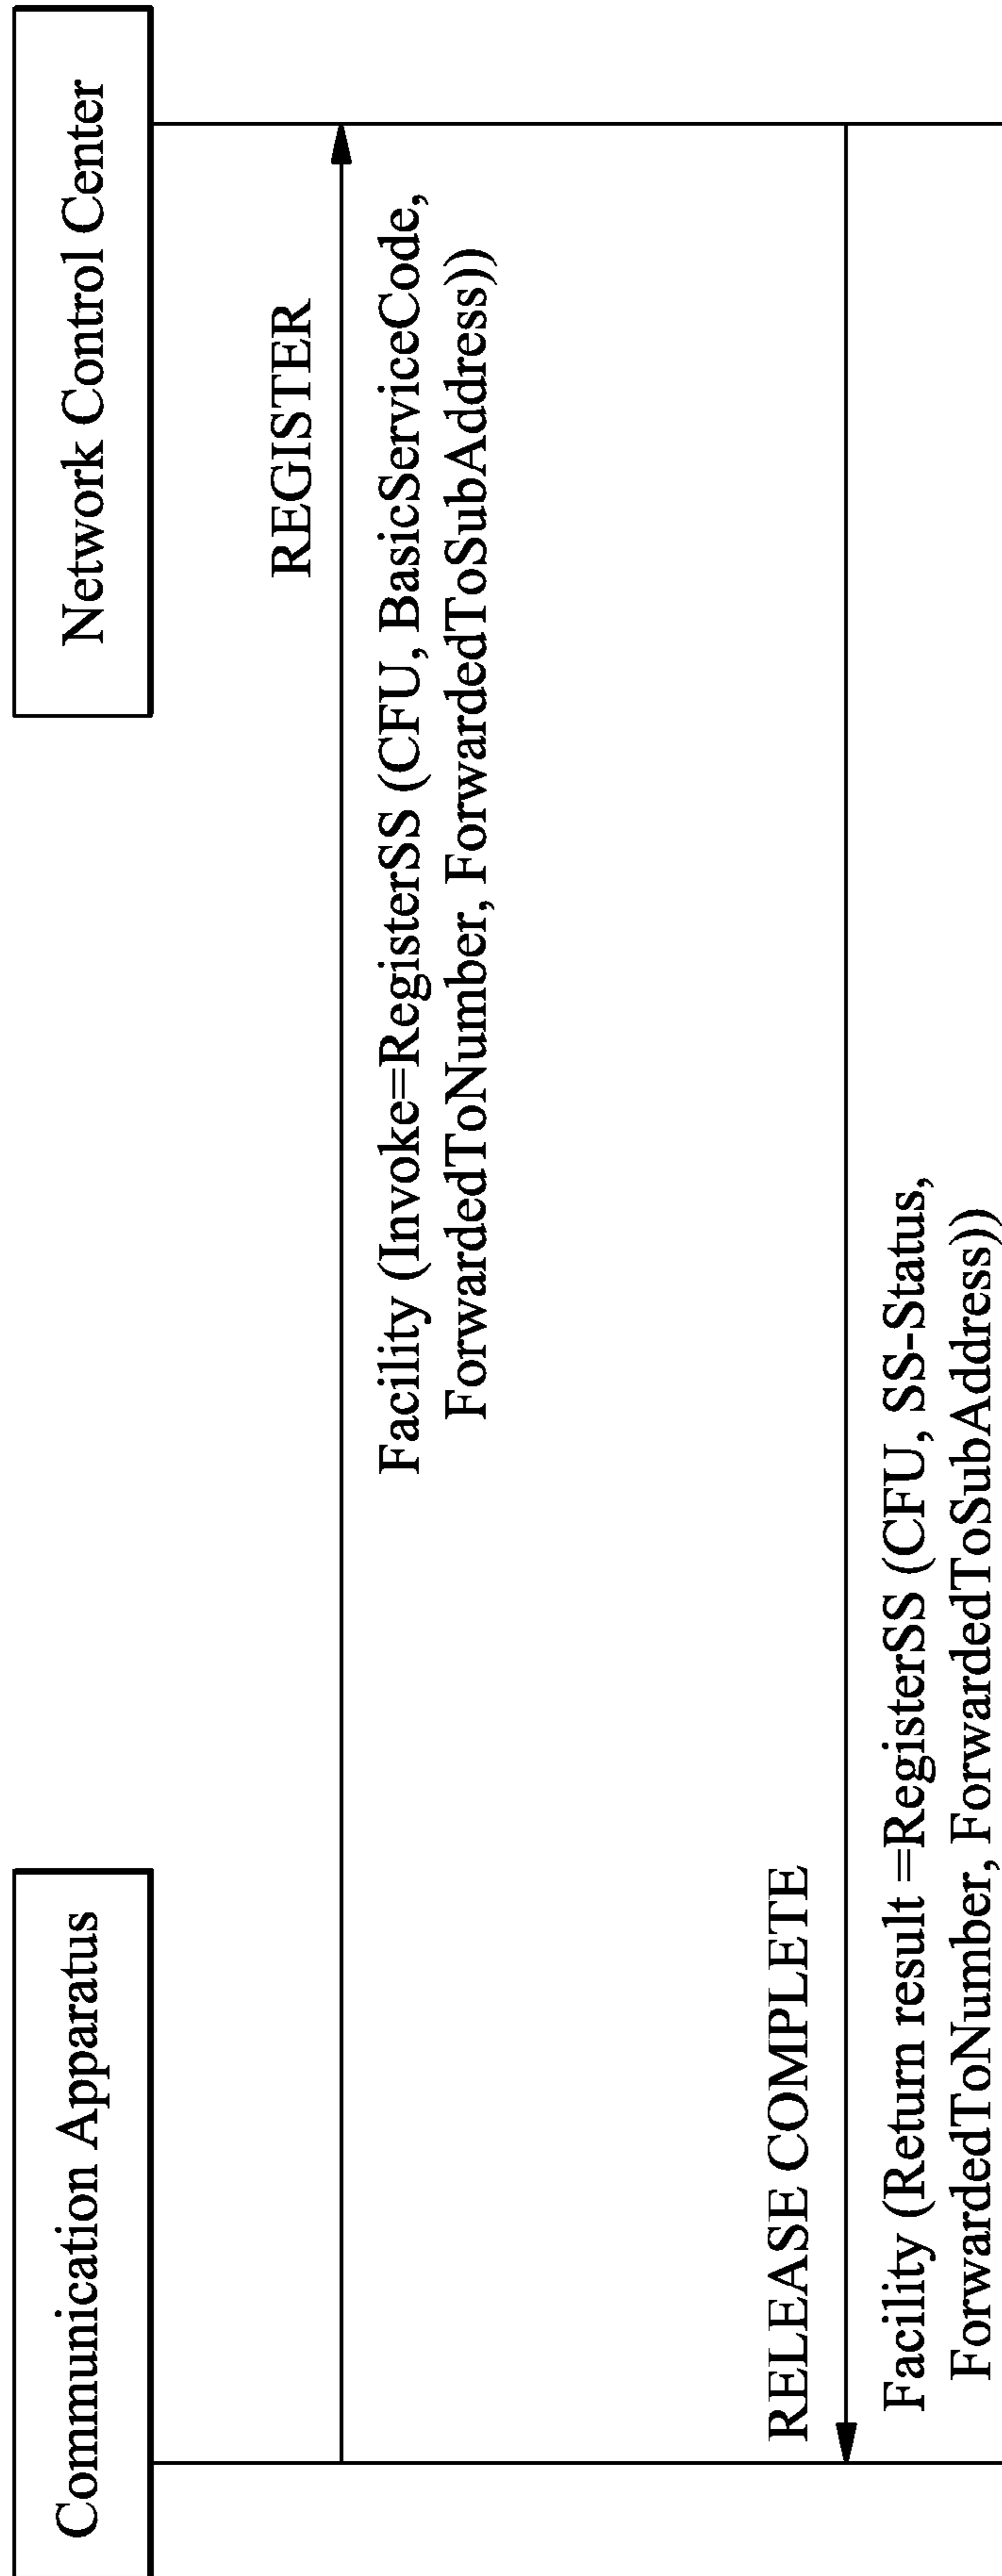 Communication Apparatus
Network Control Center
REGISTER
Facility (Invoke=RegisterSS (CFU, BasicServiceCode,
ForwardedToNumber, ForwardedToSubAddress))
RELEASE COMPLETE
Facility (Return result =RegisterSS (CFU, SS-Status,
ForwardedToNumber, ForwardedToSubAddress))